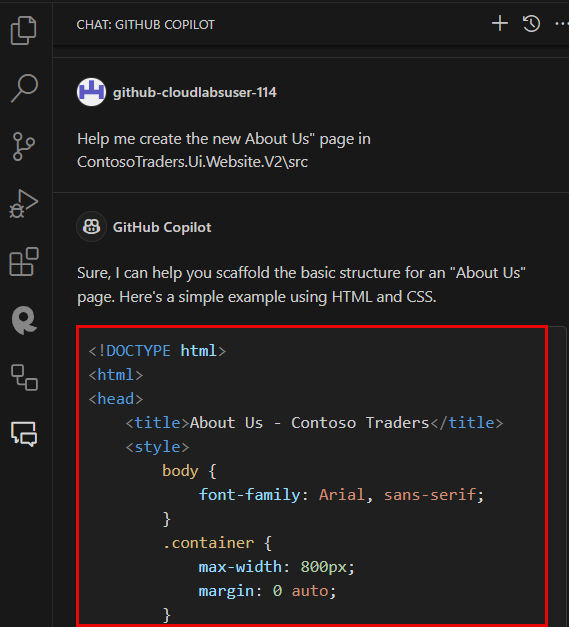 CHAT: GITHUB COPILOT
github-cloudlabsuser-114
Help me create the new About Us" page in
ContosoTraders.Ui.Website.V2\src
GitHub Copilot
Sure, I can help you scaffold the basic structure for an "About Us"
page. Here's a simple example using HTML and CSS.
<!DOCTYPE html>
<html>
<head>
    <title>About Us - Contoso Traders</title>
    <style>
        body {
            font-family: Arial, sans-serif;
        }
        .container {
            max-width: 800px;
            margin: 0 auto;
        }